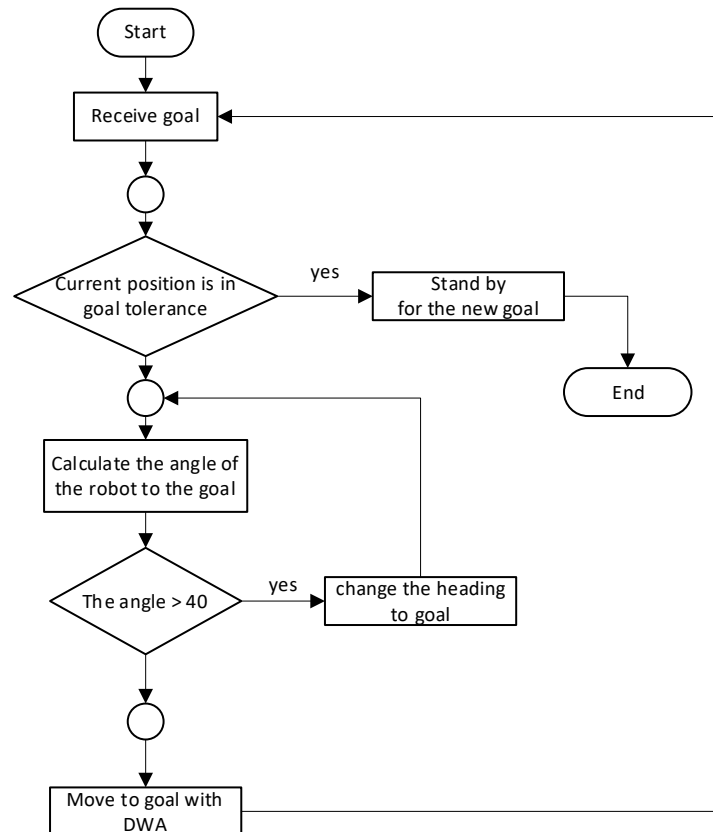 Start
Receive goal
Current position is in
goal tolerance
yes
Stand by
for the new goal
End
Calculate the angle of
the robot to the goal
The angle > 40
yes
change the heading
to goal
Move to goal with
DWA